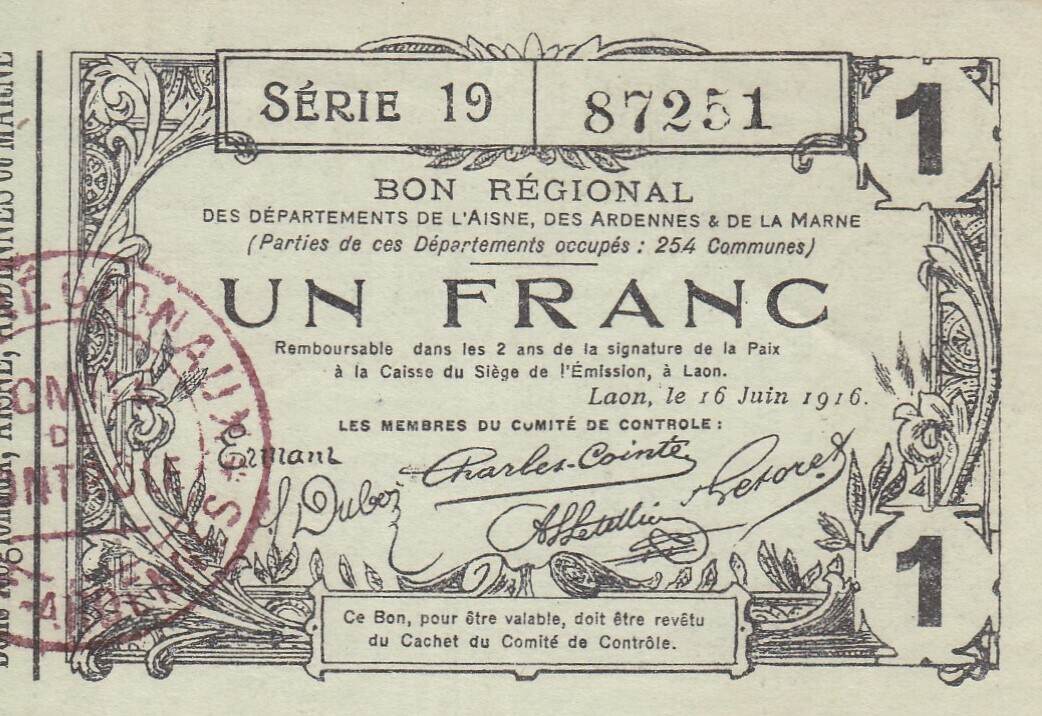 SÉRIE 19 87251
1
BON RÉGIONAL
DES DÉPARTEMENTS DE L'AISNE, DES ARDENNES & DE LA MARNE
(Parties de ces Départements occupés : 254 Communes)
UN FRANC
Remboursable dans les 2 ans de la signature de la Paix
à la Caisse du Siège de l'Émission, à Laon.
Laon, le 16 Juin 1916.
LES MEMBRES DU COMITÉ DE CONTROLE :
Ermant
Charles-Cointe
1
Ce Bon, pour être valable, doit être revêtu
du Cachet du Comité de Contrôle.